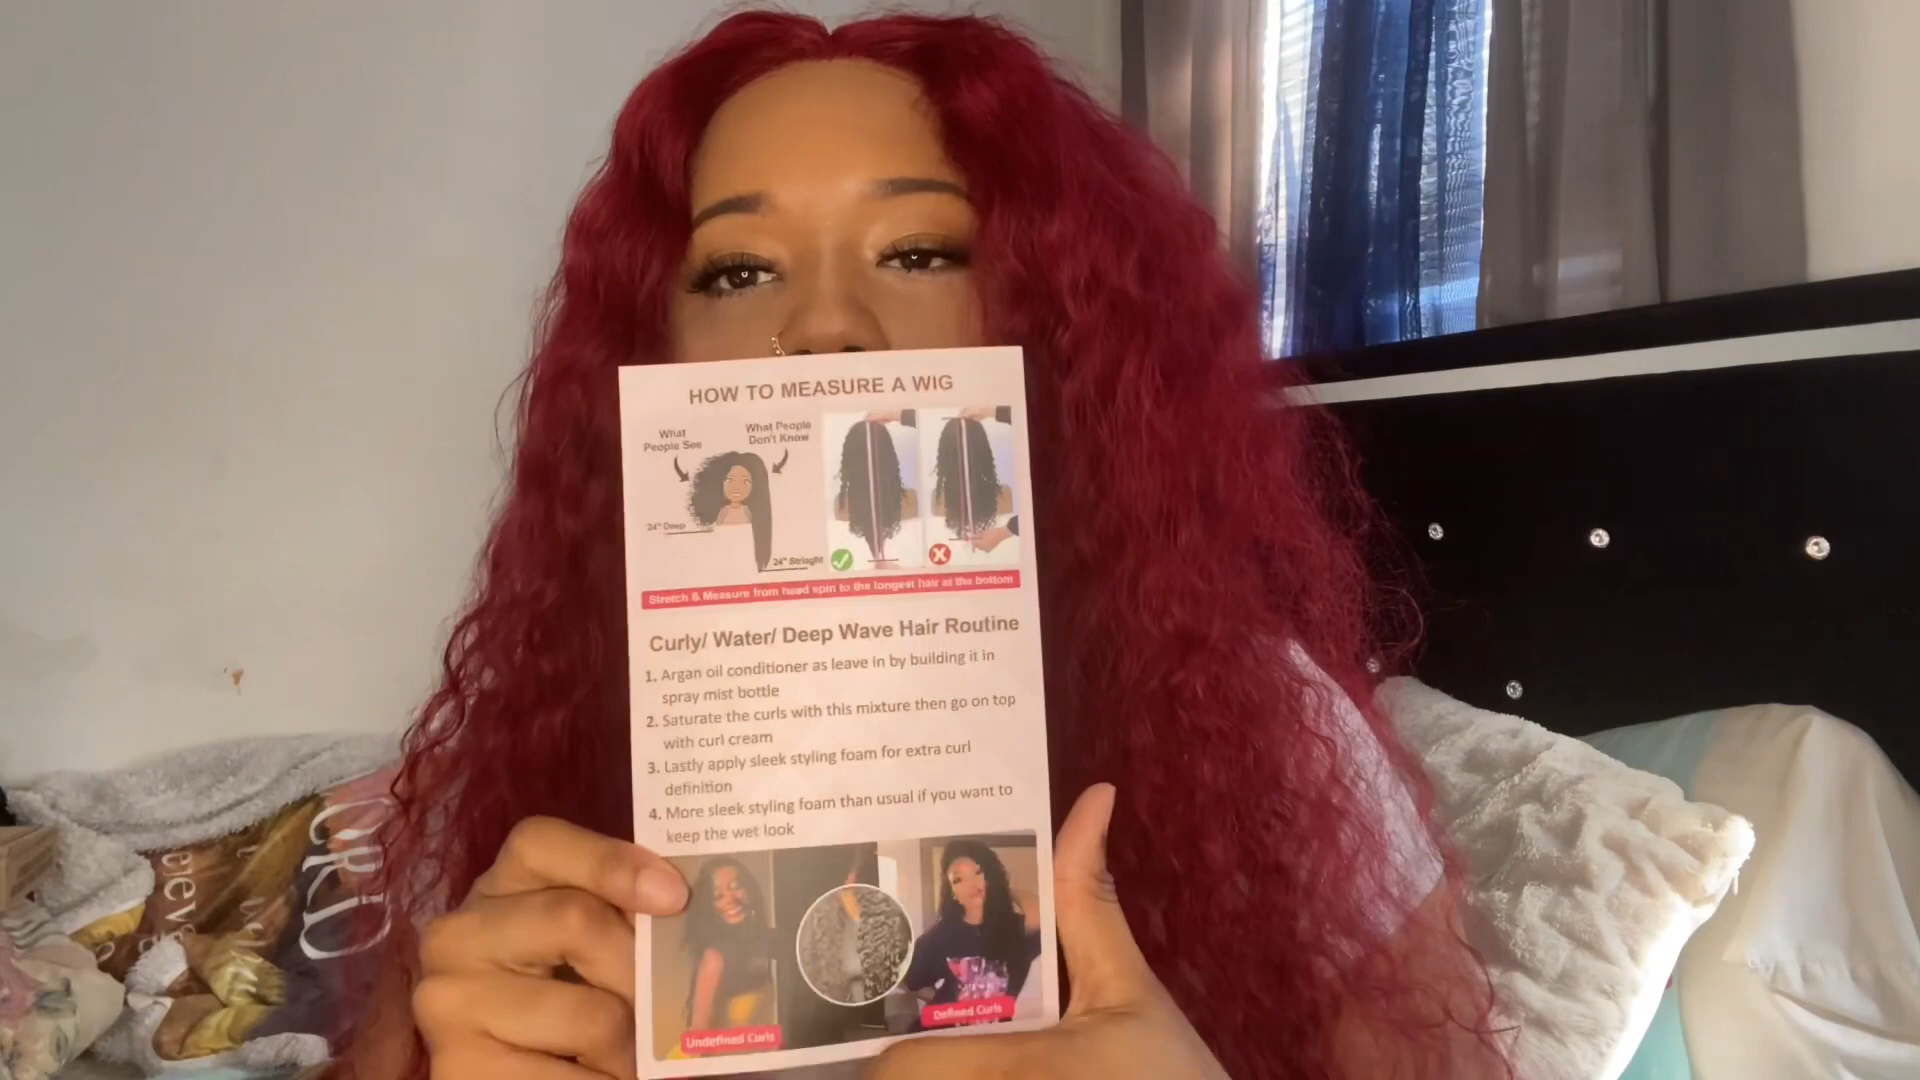 HOW TO MEASURE A WIG
What
People See
What People
Don't Know
24" Deep
24" Striaght
Stretch & Measure from head spin to the longest hair at the bottom
Curly/ Water/ Deep Wave Hair Routine
1. Argan oil conditioner as leave in by building it in
spray mist bottle
2. Saturate the curls with this mixture then go on top
with curl cream
3. Lastly apply sleek styling foam for extra curl
definition
4. More sleek styling foam than usual if you want to
keep the wet look
Undefined Curls
Defined Curls